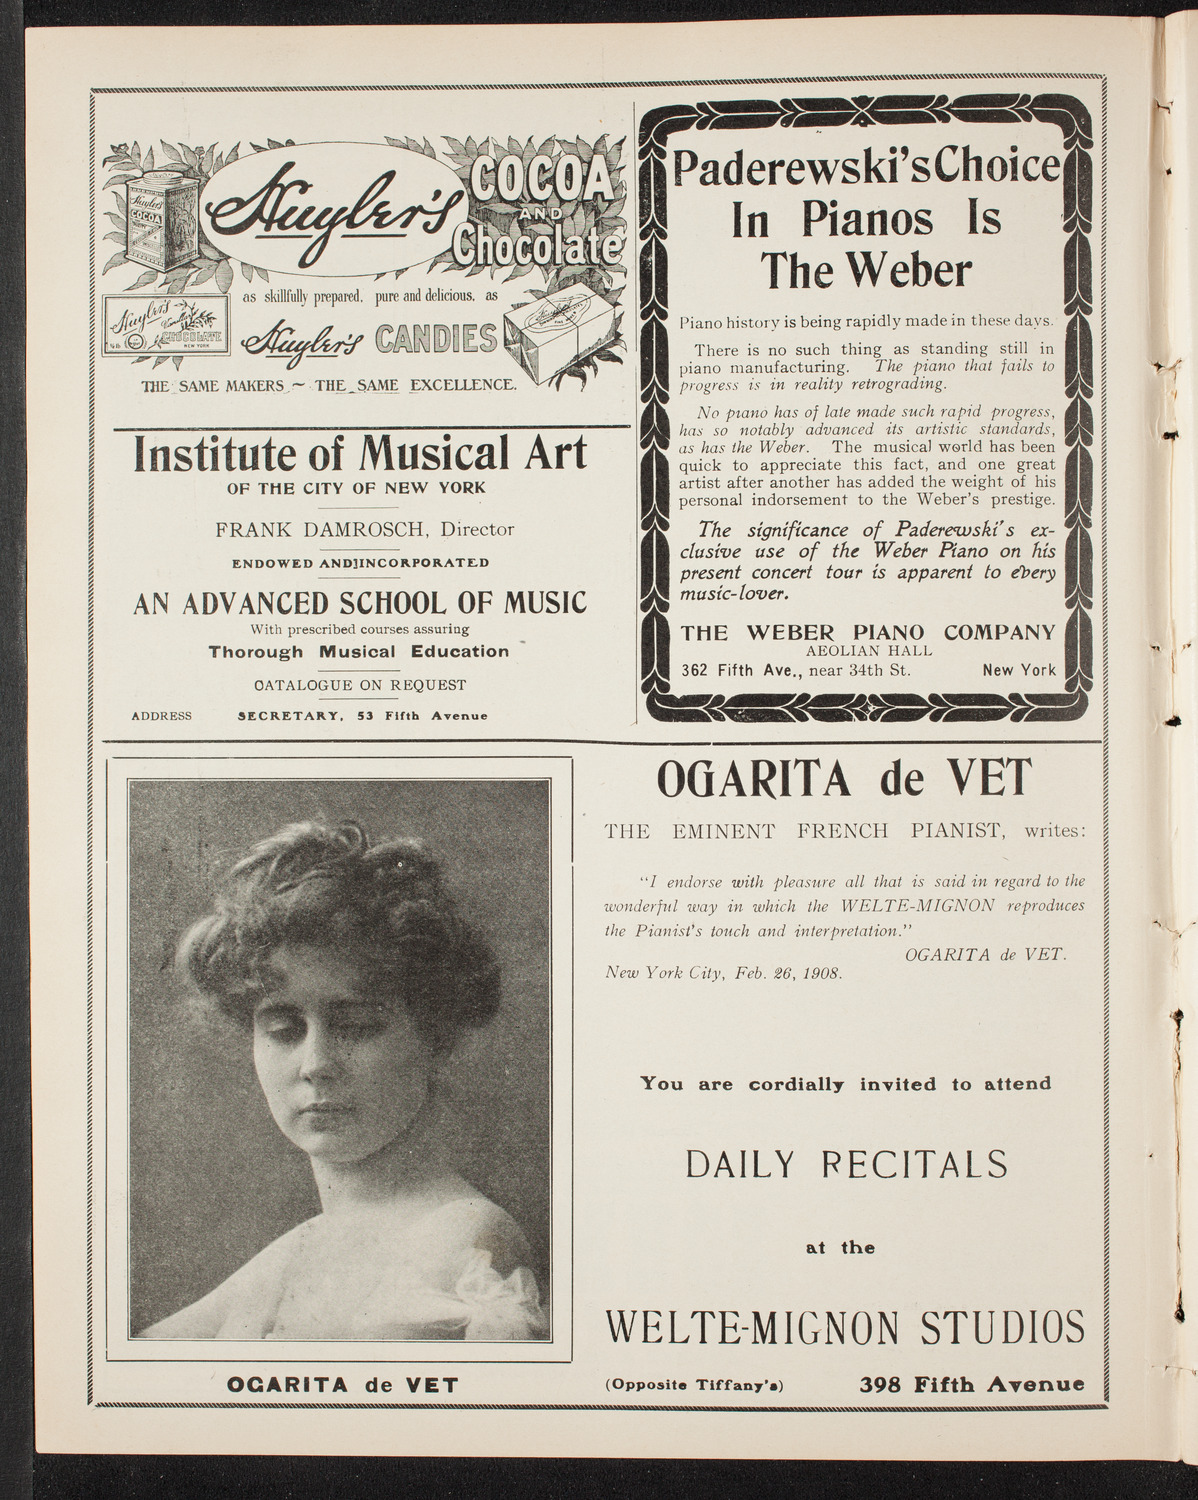 Huyler's
COCOA
AND
Chocolate
Huyler's
COCOA
as skillfully prepared, pure and delicious, as
Huyler's CANDIES
Huyler's
CHOCOLATE
NEW YORK
THE SAME MAKERS ~ THE SAME EXCELLENCE.
Institute of Musical Art
OF THE CITY OF NEW YORK
FRANK DAMROSCH, Director
ENDOWED AND]INCORPORATED
AN ADVANCED SCHOOL OF MUSIC
With prescribed courses assuring
Thorough Musical Education
CATALOGUE ON REQUEST
ADDRESS SECRETARY, 53 Fifth Avenue
Paderewski's Choice
In Pianos Is
The Weber
Piano history is being rapidly made in these days.
There is no such thing as standing still in
piano manufacturing. The piano that fails to
progress is in reality retrograding.
No piano has of late made such rapid progress,
has so notably advanced its artistic standards,
as has the Weber. The musical world has been
quick to appreciate this fact, and one great
artist after another has added the weight of his
personal indorsement to the Weber's prestige.
The significance of Paderewski's ex-
clusive use of the Weber Piano on his
present concert tour is apparent to every
music-lover.
THE WEBER PIANO COMPANY
AEOLIAN HALL
362 Fifth Ave., near 34th St. New York
OGARITA de VET
OGARITA de VET
THE EMINENT FRENCH PIANIST, writes:
"I endorse with pleasure all that is said in regard to the
wonderful way in which the WELTE-MIGNON reproduces
the Pianist's touch and interpretation."
OGARITA de VET.
New York City, Feb. 26, 1908.
You are cordially invited to attend
DAILY RECITALS
at the
WELTE-MIGNON STUDIOS
(Opposite Tiffany's) 398 Fifth Avenue